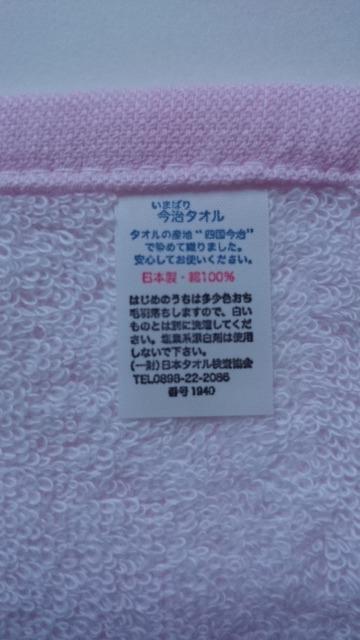 いまばり
今治タオル
タオルの産地"四国今治"
で染めて織りました。
安心してお使いください。
日本製・綿100%
はじめのうちは多少色おち
毛羽落ちしますので、白い
ものとは別に洗濯してくだ
さい。塩素系漂白剤は使用
しないで下さい。
(一財)日本タオル検査協会
TEL0898-22-2086
番号1940